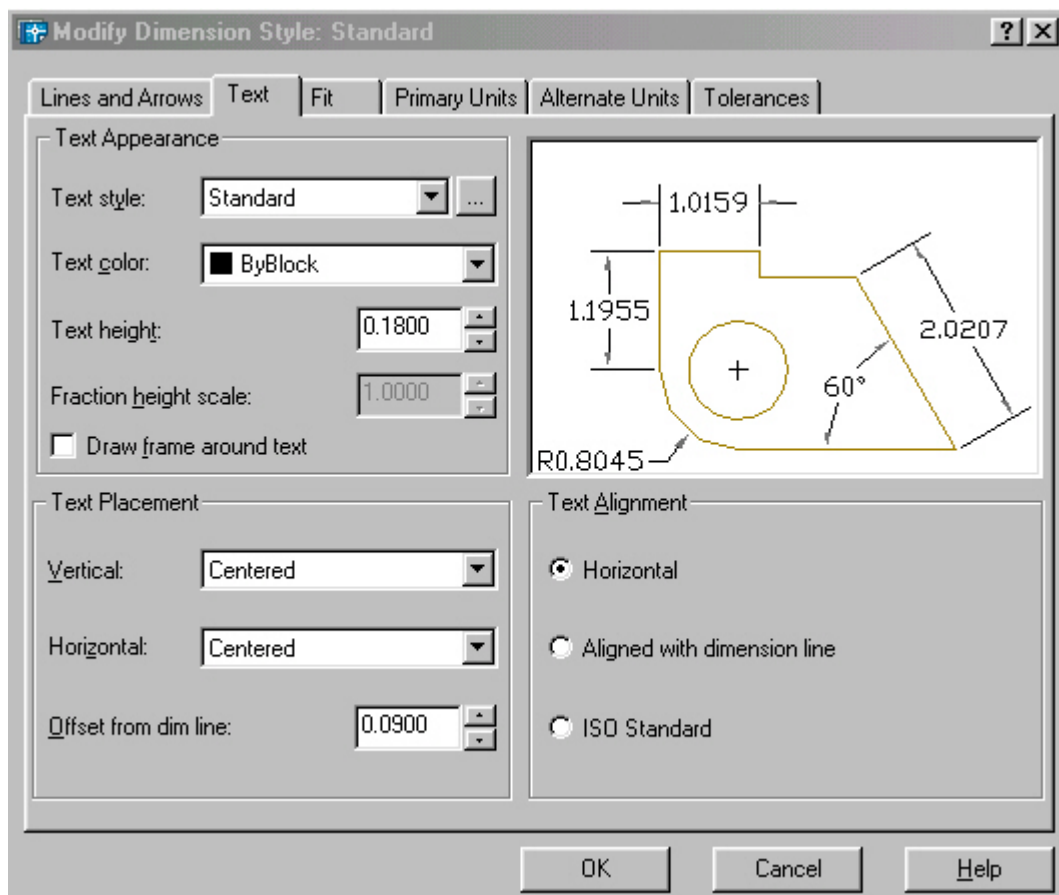 Modify Dimension Style: Standard
Lines and Arrows Text Fit Primary Units Alternate Units Tolerances
Text Appearance
Text style: Standard ...
Text color: ByBlock
Text height: 0.1800
Fraction height scale: 1.0000
Draw frame around text
1.0159
1.1955
2.0207
60°
R0.8045
Text Placement
Vertical: Centered
Horizontal: Centered
Offset from dim line: 0.0900
Text Alignment
Horizontal
Aligned with dimension line
ISO Standard
OK Cancel Help